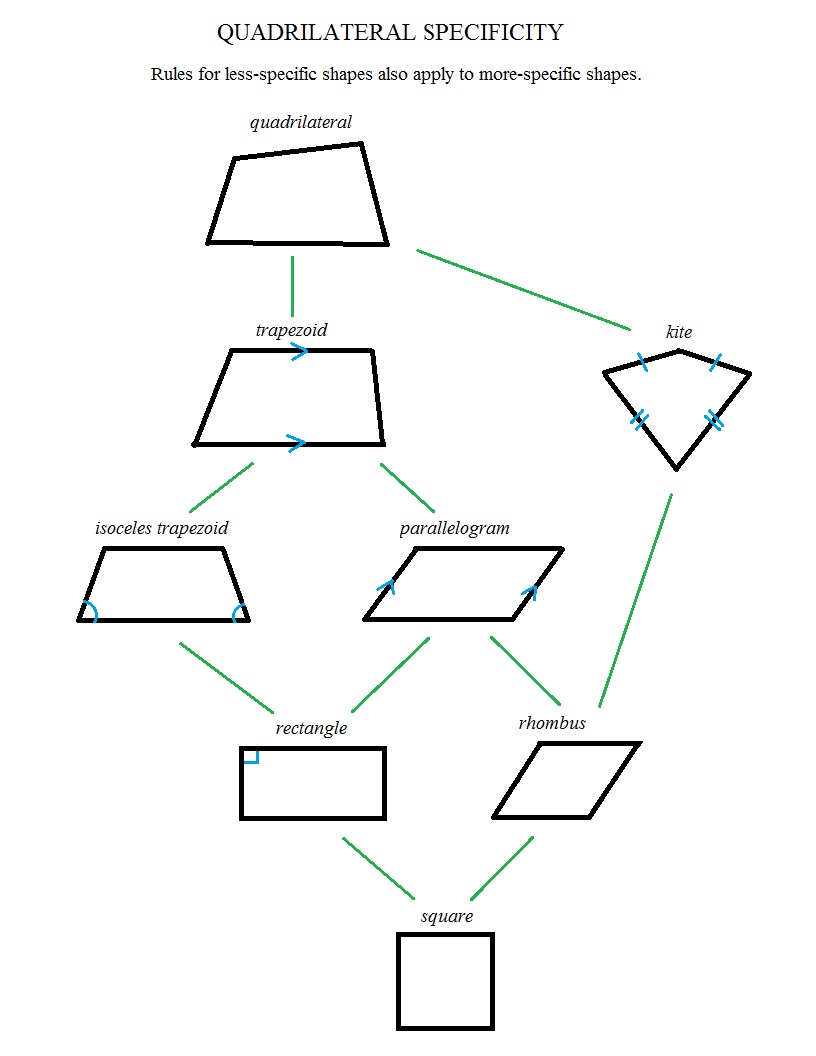 QUADRILATERAL SPECIFICITY
Rules for less-specific shapes also apply to more-specific shapes.
quadrilateral
trapezoid
kite
isoceles trapezoid
parallelogram
rectangle
rhombus
square